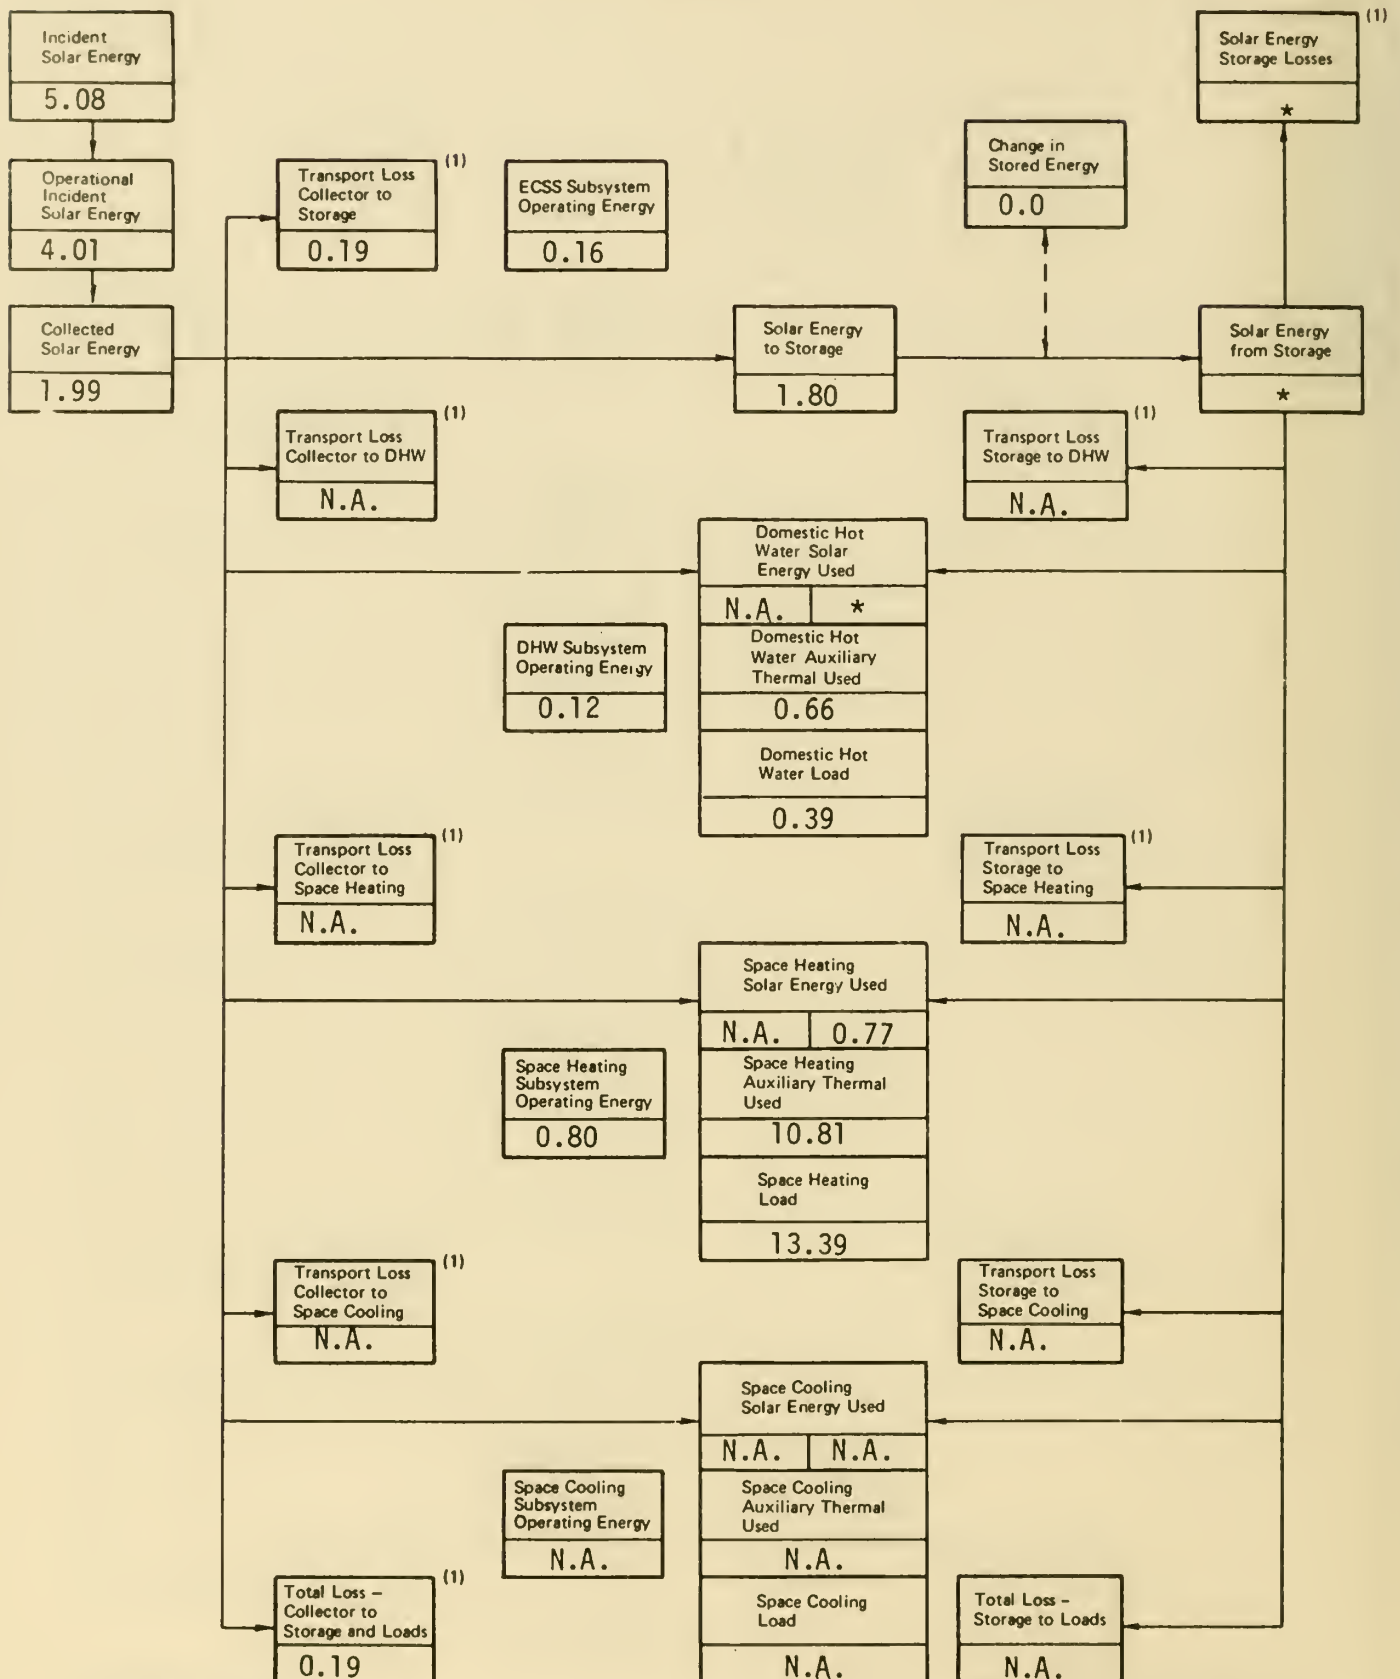 Incident
Solar Energy
5.08
(1)
Solar Energy
Storage Losses
*
Operational
Incident
Solar Energy
4.01
(1)
Transport Loss
Collector to
Storage
0.19
ECSS Subsystem
Operating Energy
0.16
Change in
Stored Energy
0.0
Collected
Solar Energy
1.99
Solar Energy
to Storage
1.80
Solar Energy
from Storage
*
(1)
Transport Loss
Collector to DHW
N.A.
(1)
Transport Loss
Storage to DHW
N.A.
Domestic Hot
Water Solar
Energy Used
N.A. *
DHW Subsystem
Operating Energy
0.12
Domestic Hot
Water Auxiliary
Thermal Used
0.66
Domestic Hot
Water Load
0.39
(1)
Transport Loss
Collector to
Space Heating
N.A.
(1)
Transport Loss
Storage to
Space Heating
N.A.
Space Heating
Solar Energy Used
N.A. 0.77
Space Heating
Subsystem
Operating Energy
0.80
Space Heating
Auxiliary Thermal
Used
10.81
Space Heating
Load
13.39
(1)
Transport Loss
Collector to
Space Cooling
N.A.
Transport Loss
Storage to
Space Cooling
N.A.
Space Cooling
Solar Energy Used
N.A. N.A.
Space Cooling
Subsystem
Operating Energy
N.A.
Space Cooling
Auxiliary Thermal
Used
N.A.
(1)
Total Loss –
Collector to
Storage and Loads
0.19
Space Cooling
Load
N.A.
Total Loss –
Storage to Loads
N.A.